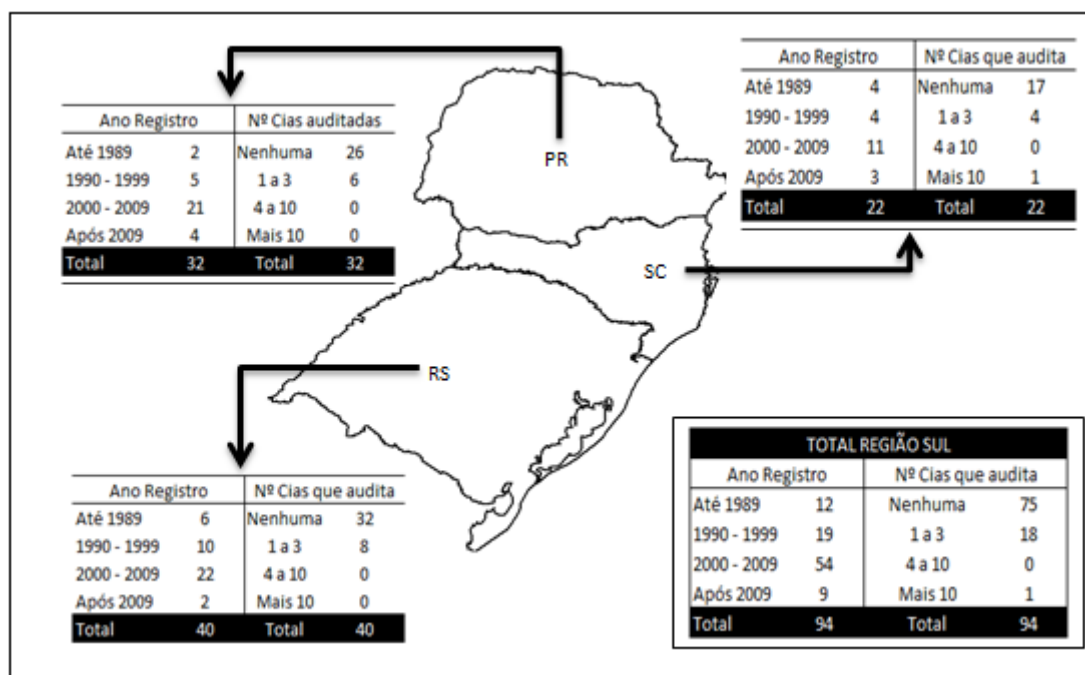 Ano Registro Nº Cias auditadas
Até 1989 2 Nenhuma 26
1990 - 1999 5 1 a 3 6
2000 - 2009 21 4 a 10 0
Após 2009 4 Mais 10 0
Total 32 Total 32
PR
Ano Registro Nº Cias que audita
Até 1989 4 Nenhuma 17
1990 - 1999 4 1 a 3 4
2000 - 2009 11 4 a 10 0
Após 2009 3 Mais 10 1
Total 22 Total 22
SC
RS
Ano Registro Nº Cias que audita
Até 1989 6 Nenhuma 32
1990 - 1999 10 1 a 3 8
2000 - 2009 22 4 a 10 0
Após 2009 2 Mais 10 0
Total 40 Total 40
TOTAL REGIÃO SUL
Ano Registro Nº Cias que audita
Até 1989 12 Nenhuma 75
1990 - 1999 19 1 a 3 18
2000 - 2009 54 4 a 10 0
Após 2009 9 Mais 10 1
Total 94 Total 94